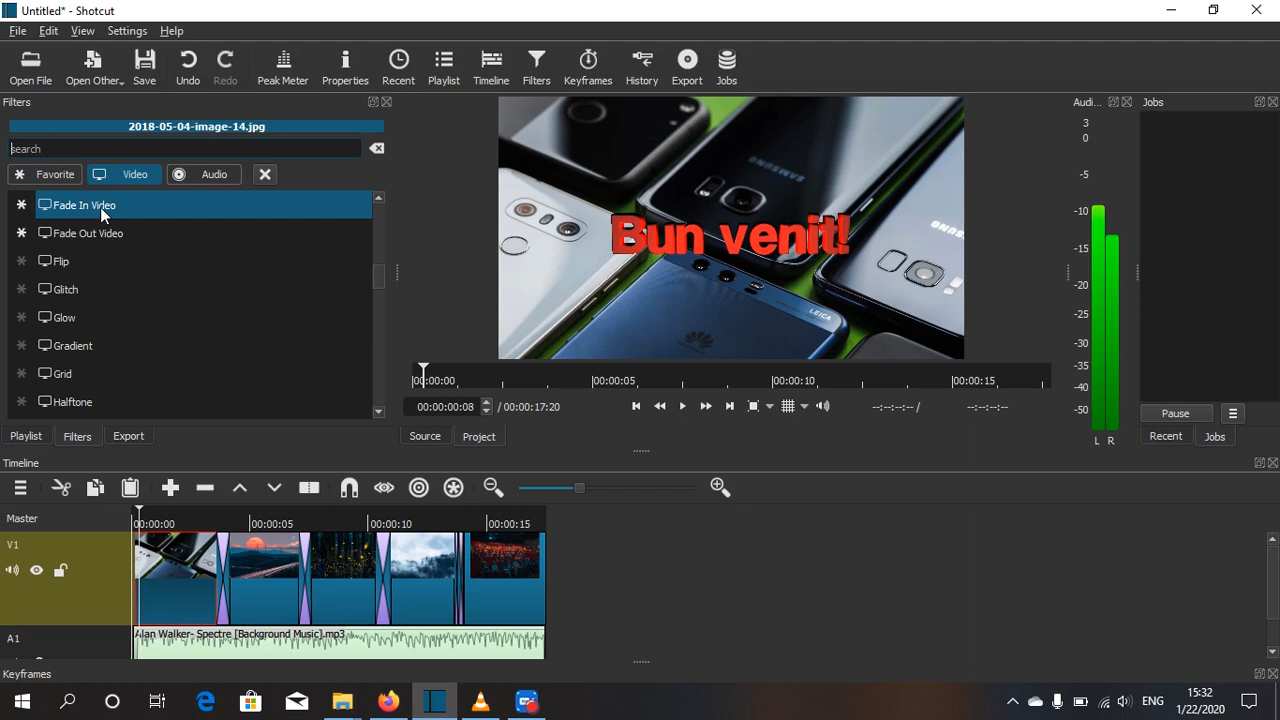 Untitled* - Shotcut
File Edit View Settings Help
Open File Open Other Save Undo Redo Peak Meter Properties Recent Playlist Timeline Filters Keyframes History Export Jobs
Filters
2018-05-04-image-14.jpg
search
Favorite Video Audio
Fade In Video
Fade Out Video
Flip
Glitch
Glow
Gradient
Grid
Halftone
Playlist Filters Export
SAMSUNG
SAMSUNG
Bun venit!
LEICA
HUAWEI
00:00:00 00:00:05 00:00:10 00:00:15
00:00:00:08 / 00:00:17:20 --:--:--:-- / --:--:--:--
Source Project
Audi...
3
0
-5
-10
-15
-20
-25
-30
-35
-40
-50
L R
Jobs
Pause
Recent Jobs
Timeline
Master
00:00:00 00:00:05 00:00:10 00:00:15
V1
A1
Alan Walker- Spectre [Background Music].mp3
Keyframes
ENG
15:32
1/22/2020